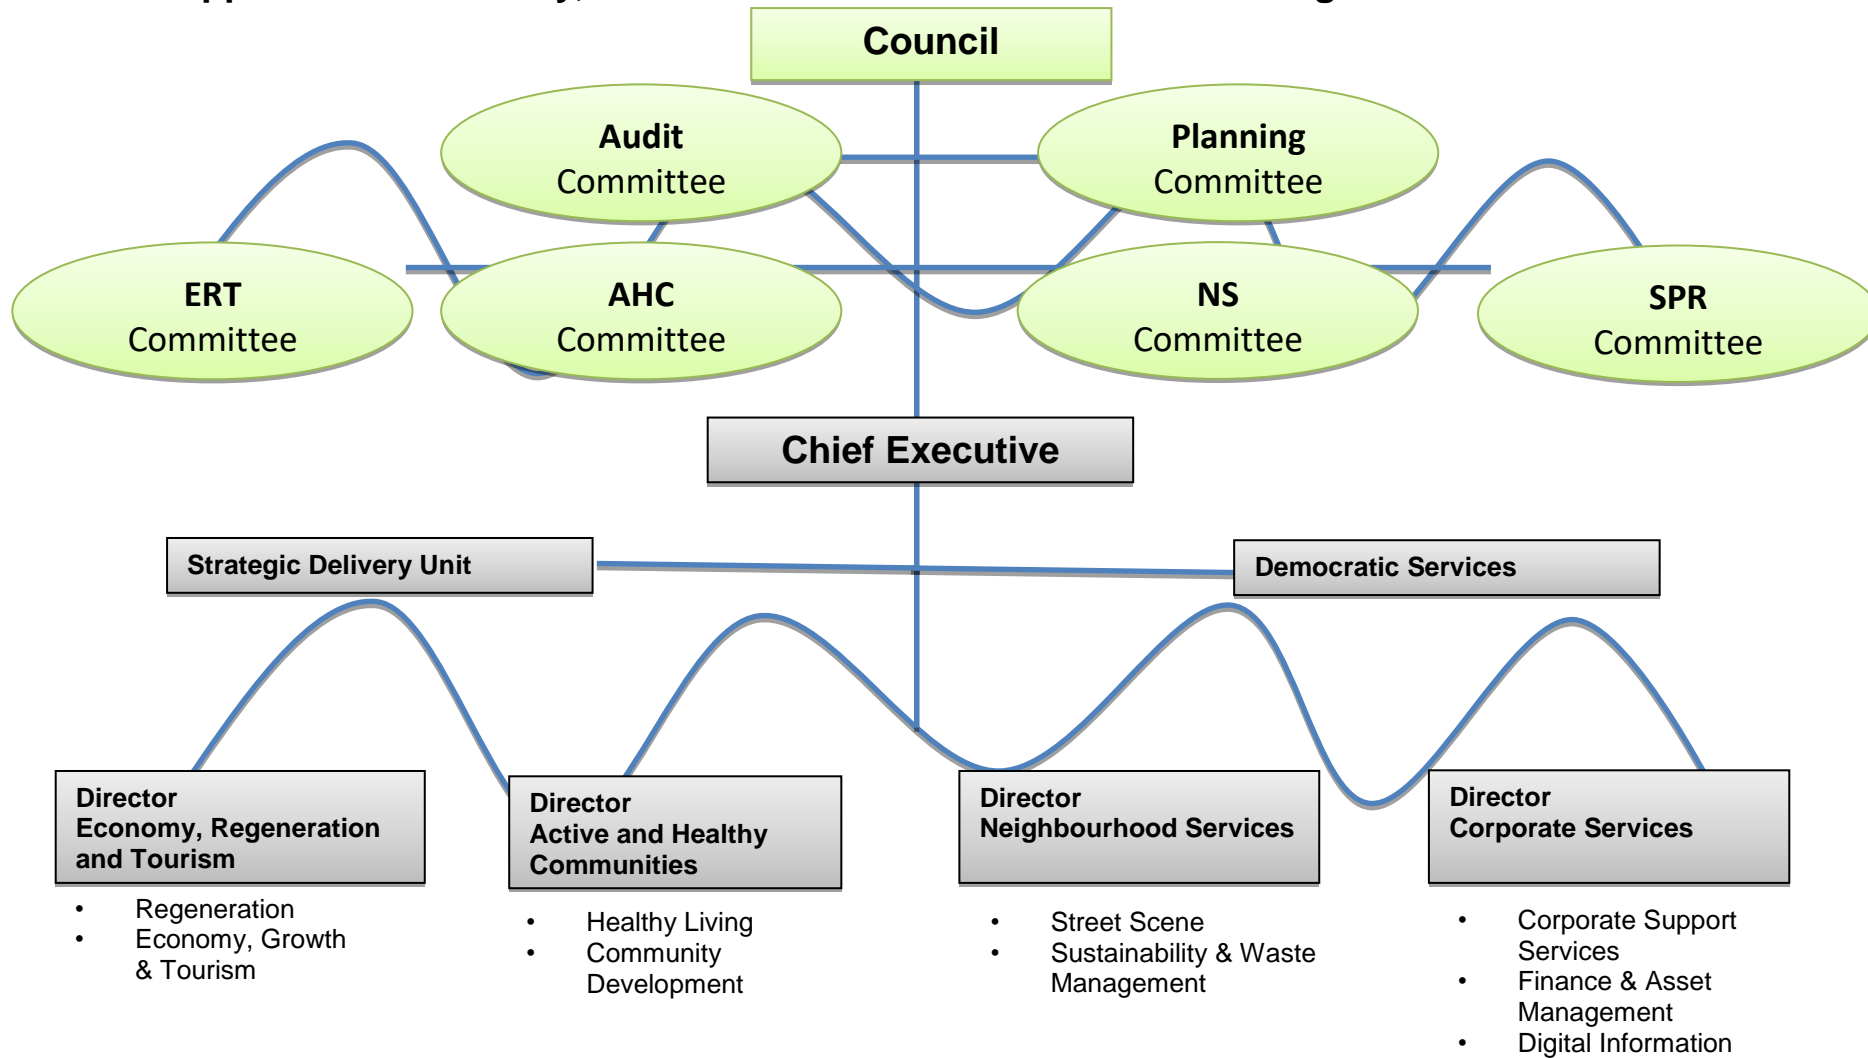 Council
Audit
Committee
Planning
Committee
ERT
Committee
AHC
Committee
NS
Committee
SPR
Committee
Chief Executive
Strategic Delivery Unit
Democratic Services
Director
Economy, Regeneration
and Tourism
• Regeneration
• Economy, Growth
& Tourism
Director
Active and Healthy
Communities
• Healthy Living
• Community
Development
Director
Neighbourhood Services
• Street Scene
• Sustainability & Waste
Management
Director
Corporate Services
• Corporate Support
Services
• Finance & Asset
Management
• Digital Information